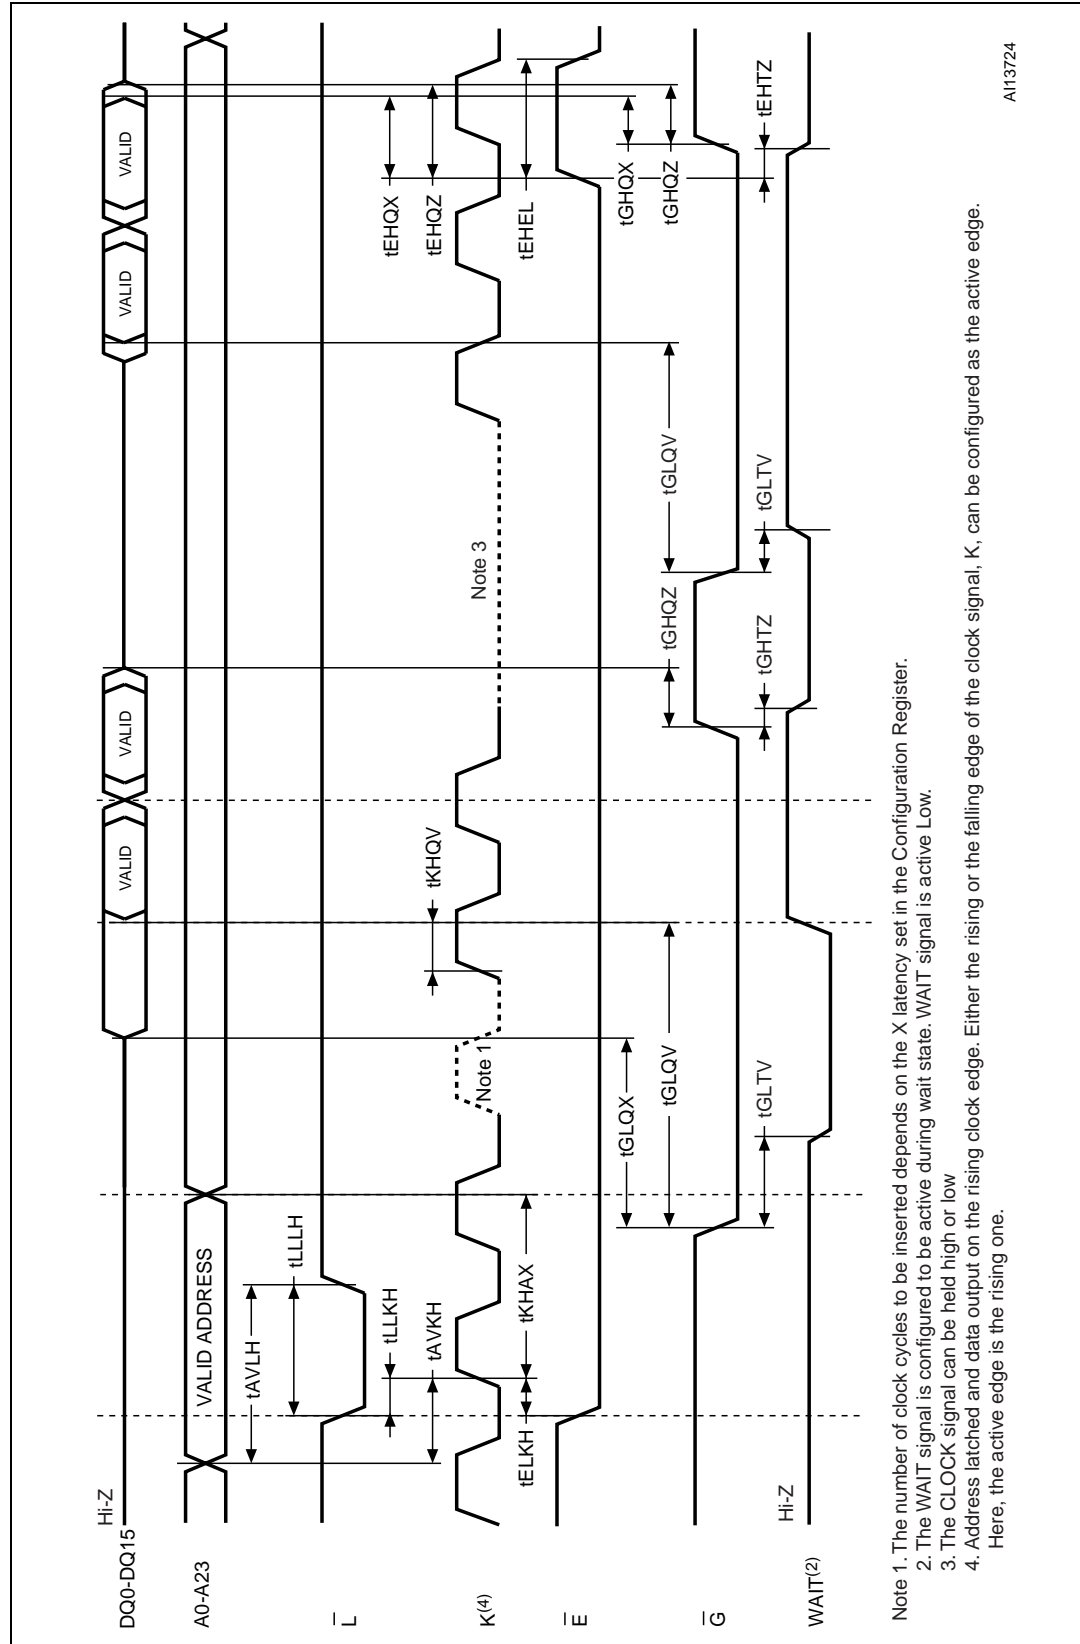 Hi-Z
DQ0-DQ15
VALID
VALID
VALID
VALID
A0-A23
VALID ADDRESS
tAVLH
tLLLH
L
tLLKH
tEHQX
tAVKH
tKHQV
tEHQZ
K(4)
Note 1
Note 3
tELKH
tKHAX
tEHEL
E
tGLQX
tGHQX
tGLQV
tGHQZ
tGLQV
tGHQZ
G
tGLTV
tGHTZ
tGLTV
tEHTZ
Hi-Z
WAIT(2)
Note 1. The number of clock cycles to be inserted depends on the X latency set in the Configuration Register.
2. The WAIT signal is configured to be active during wait state. WAIT signal is active Low.
3. The CLOCK signal can be held high or low
4. Address latched and data output on the rising clock edge. Either the rising or the falling edge of the clock signal, K, can be configured as the active edge.
Here, the active edge is the rising one.
AI13724